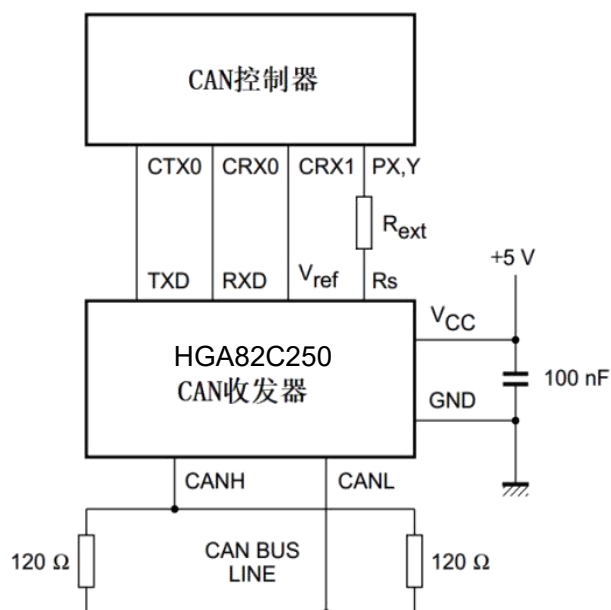 CAN控制器
CTX0 CRX0 CRX1 PX,Y
Rext
+5 V
TXD RXD Vref Rs
VCC
HGA82C250
CAN收发器
100 nF
GND
CANH CANL
120 Ω CAN BUS 120 Ω
LINE